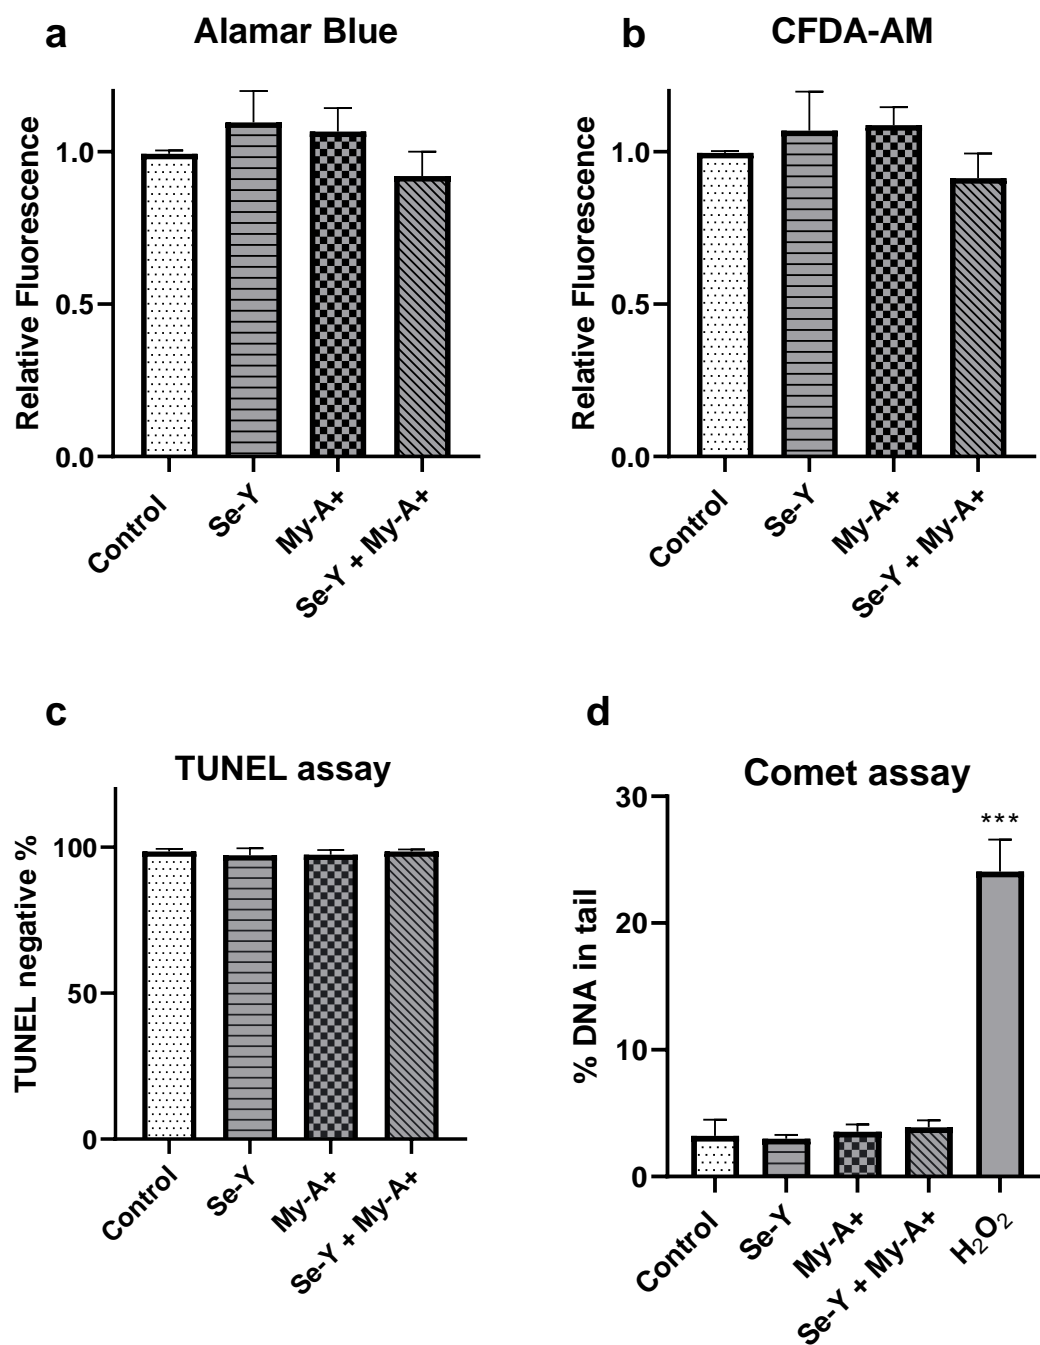 a
Alamar Blue
Relative Fluorescence
1.0
0.5
0.0
Control
Se-Y
My-A+
Se-Y + My-A+
b
CFDA-AM
Relative Fluorescence
1.0
0.5
0.0
Control
Se-Y
My-A+
Se-Y + My-A+
c
TUNEL assay
TUNEL negative %
100
50
0
Control
Se-Y
My-A+
Se-Y + My-A+
d
Comet assay
% DNA in tail
30
20
10
0
***
Control
Se-Y
My-A+
Se-Y + My-A+
H₂O₂